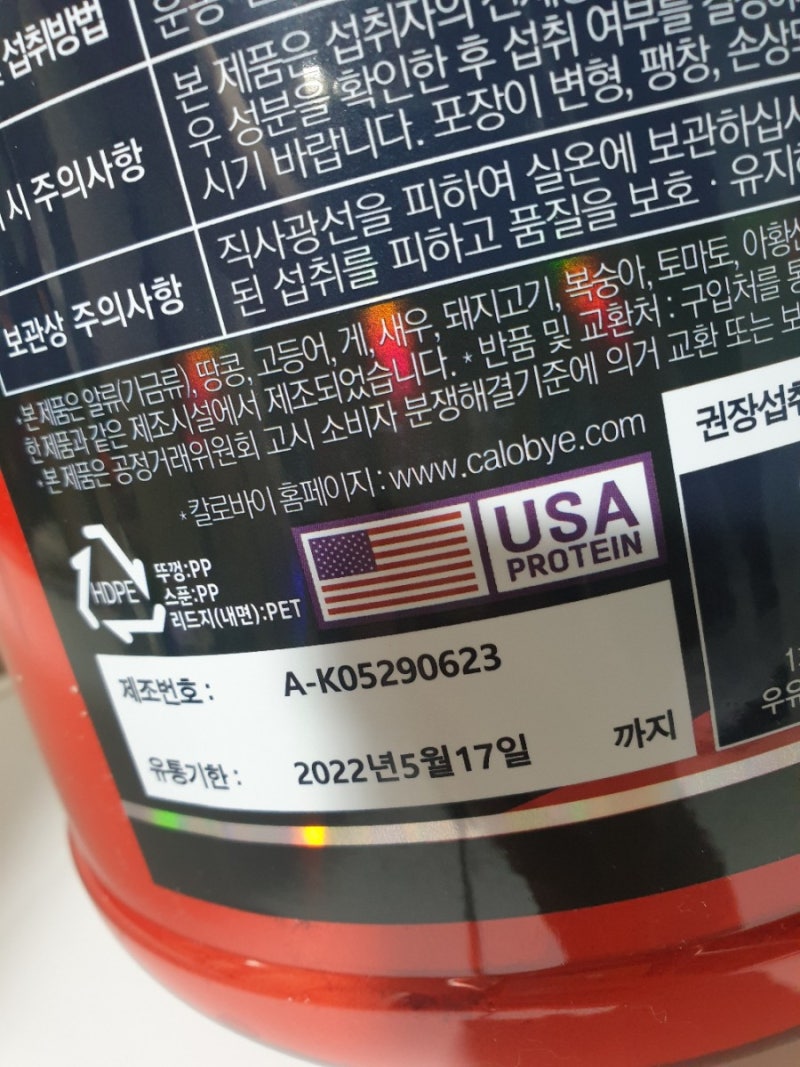 섭취방법
본 제품은 섭취자의
우 성분을 확인한 후 섭취 여부를
시기 바랍니다. 포장이 변형, 팽창, 손상
시 주의사항
직사광선을 피하여 실온에 보관하십시
된 섭취를 피하고 품질을 보호·유지
보관상 주의사항
*본 제품은 알류(가금류), 땅콩, 고등어, 게, 새우, 돼지고기, 복숭아, 토마토, 아황산
한 제품과 같은 제조시설에서 제조되었습니다. * 반품 및 교환처 : 구입처를 통
*본 제품은 공정거래위원회 고시 소비자 분쟁해결기준에 의거 교환 또는 보
*칼로바이 홈페이지: www.calobye.com
권장섭취
HDPE
뚜껑:PP
스푼:PP
리드지(내면):PET
USA
PROTEIN
제조번호 : A-K05290623
유통기한 : 2022년5월17일 까지
우유